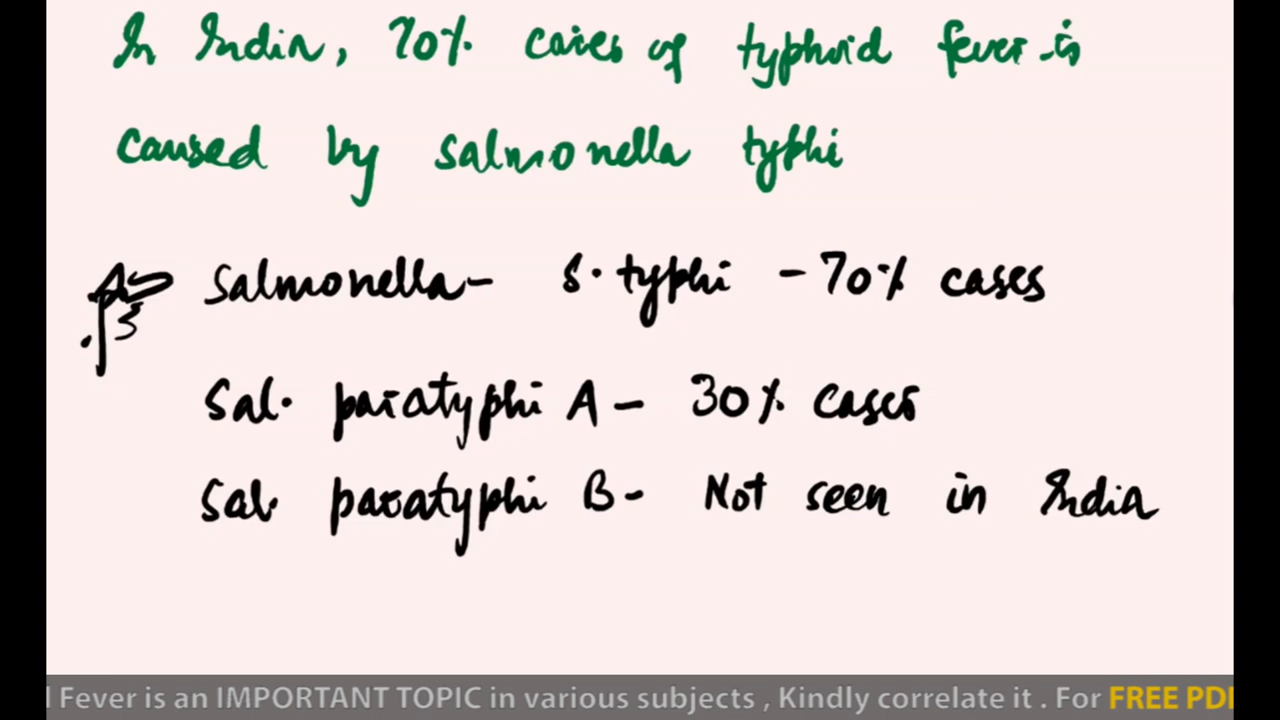 In India, 70% cases of typhoid fever is
caused by salmonella typhi
Salmonella - S. typhi - 70% cases
Sal. paratyphi A - 30% cases
Sal. paratyphi B - Not seen in India
Fever is an IMPORTANT TOPIC in various subjects , Kindly correlate it . For FREE